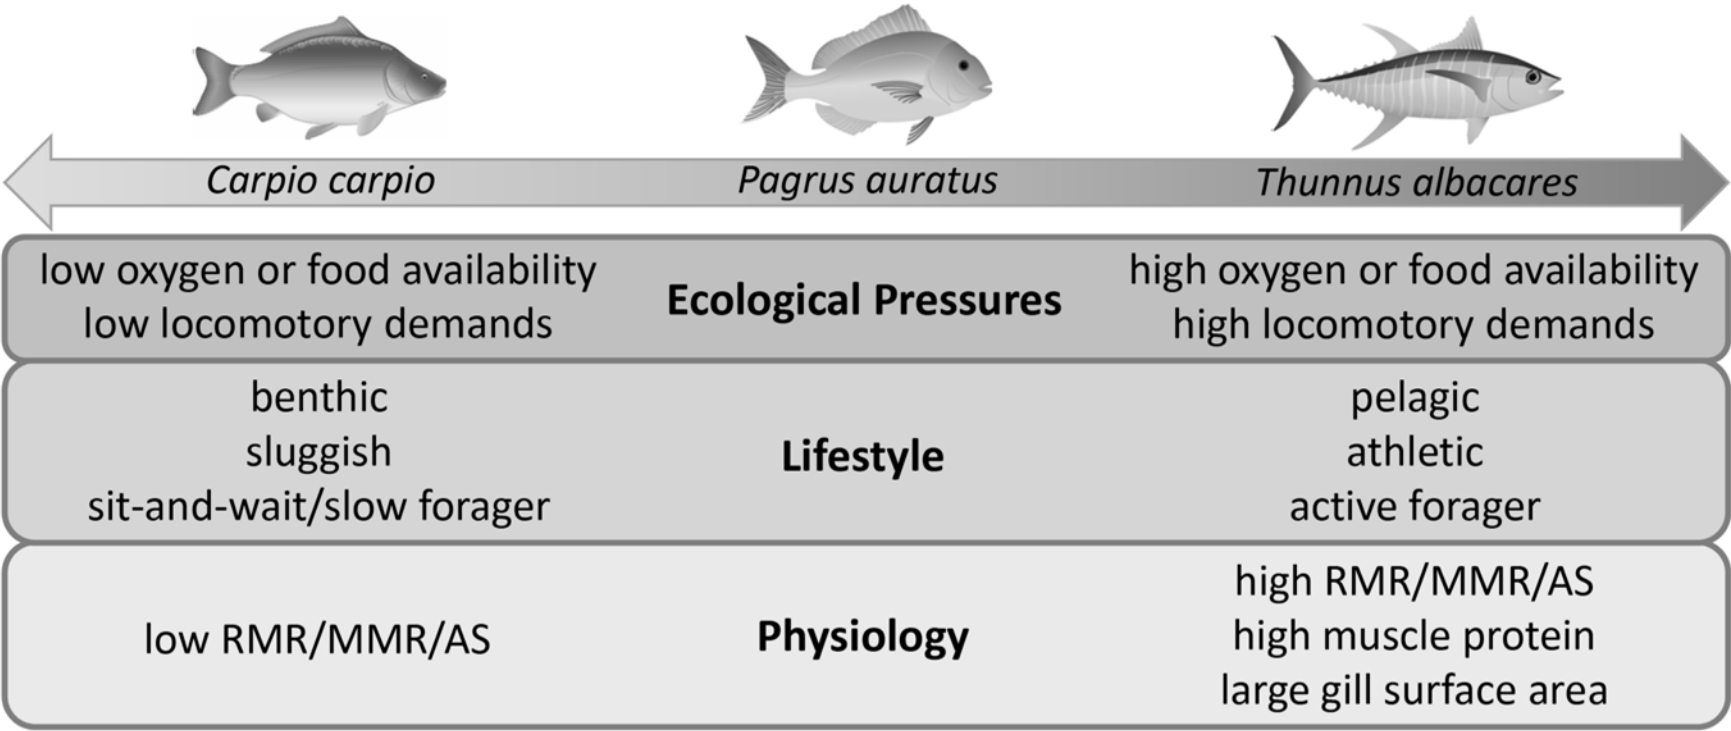 Carpio carpio
Pagrus auratus
Thunnus albacares
low oxygen or food availability
low locomotory demands
Ecological Pressures
high oxygen or food availability
high locomotory demands
benthic
sluggish
sit-and-wait/slow forager
Lifestyle
pelagic
athletic
active forager
low RMR/MMR/AS
Physiology
high RMR/MMR/AS
high muscle protein
large gill surface area